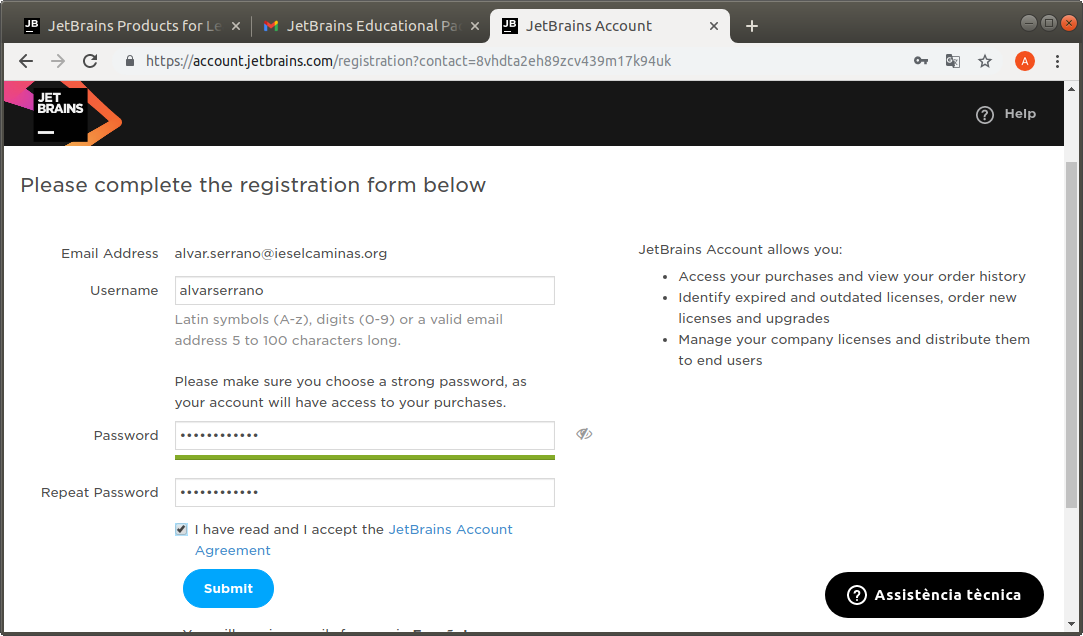 JetBrains Products for Le
JetBrains Educational Pac
JetBrains Account
https://account.jetbrains.com/registration?contact=8vhdta2eh89zcv439m17k94uk
A
JET
BRAINS
Help
Please complete the registration form below
Email Address alvar.serrano@ieselcaminas.org
Username alvarserrano
Latin symbols (A-z), digits (0-9) or a valid email
address 5 to 100 characters long.
Please make sure you choose a strong password, as
your account will have access to your purchases.
Password ••••••••••••
Repeat Password ••••••••••••
I have read and I accept the JetBrains Account
Agreement
Submit
JetBrains Account allows you:
• Access your purchases and view your order history
• Identify expired and outdated licenses, order new
licenses and upgrades
• Manage your company licenses and distribute them
to end users
Assistència tècnica